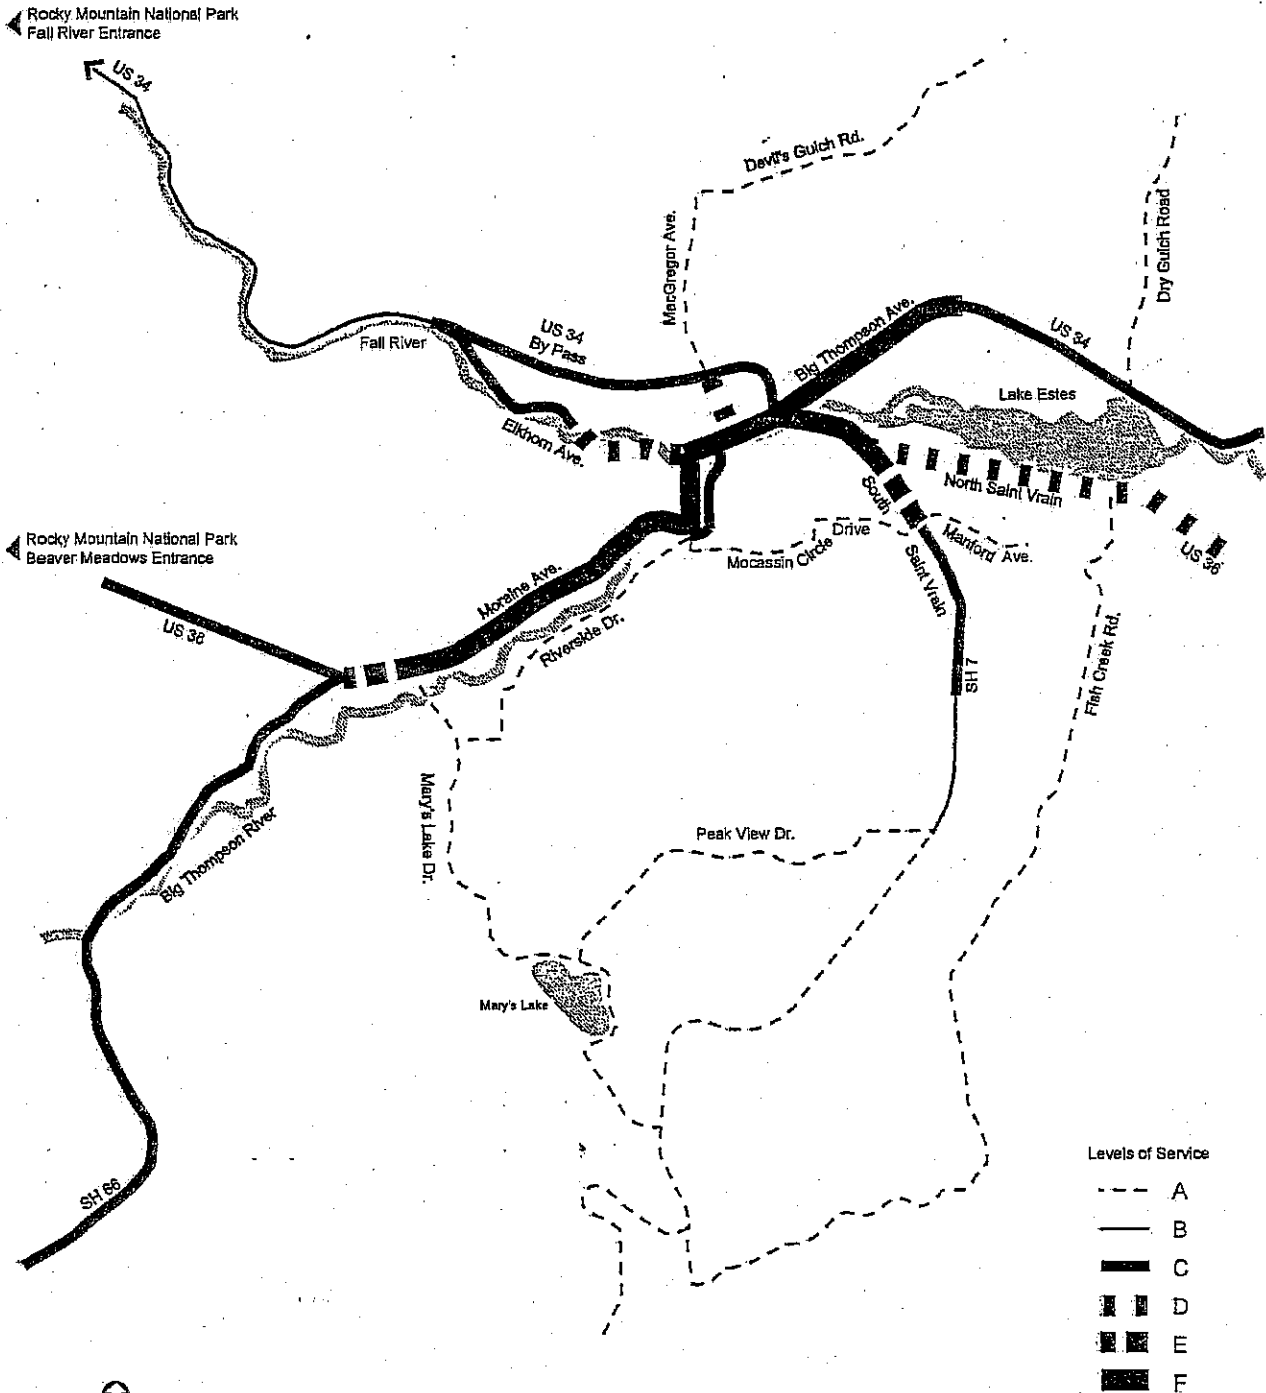 Rocky Mountain National Park
Fall River Entrance
US 34
Devil's Gulch Rd.
MacGregor Ave.
Dry Gulch Road
Fall River
US 34
By Pass
Big Thompson Ave.
US 34
Lake Estes
Elkhorn Ave.
North Saint Vrain
US 36
South
Saint Vrain
Manford Ave.
Mocassin Circle
Drive
Rocky Mountain National Park
Beaver Meadows Entrance
US 36
Moraine Ave.
Riverside Dr.
SH 7
Fish Creek Rd.
Mary's Lake Dr.
Big Thompson River
Peak View Dr.
Mary's Lake
SH 66
Levels of Service
A
B
C
D
E
F